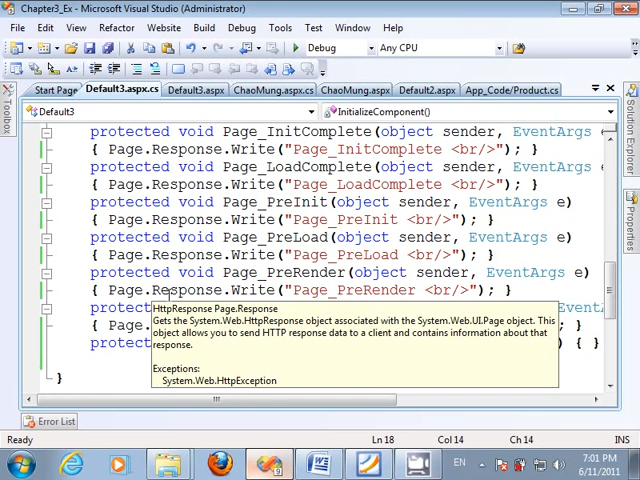 Chapter3_Ex - Microsoft Visual Studio (Administrator)
File Edit View Refactor Website Build Debug Tools Test Window Help
Debug Any CPU
Start Page Default3.aspx.cs Default3.aspx ChaoMung.aspx.cs ChaoMung.aspx Default2.aspx App_Code/Product.cs
Default3 InitializeComponent()
Toolbox
Solution Explorer
Properties
protected void Page_InitComplete(object sender, EventArgs e
{ Page.Response.Write("Page_InitComplete <br/>"); }
protected void Page_LoadComplete(object sender, EventArgs e
{ Page.Response.Write("Page_LoadComplete <br/>"); }
protected void Page_PreInit(object sender, EventArgs e)
{ Page.Response.Write("Page_PreInit <br/>"); }
protected void Page_PreLoad(object sender, EventArgs e)
{ Page.Response.Write("Page_PreLoad <br/>"); }
protected void Page_PreRender(object sender, EventArgs e)
{ Page.Response.Write("Page_PreRender <br/>"); }
HttpResponse Page.Response
Gets the System.Web.HttpResponse object associated with the System.Web.UI.Page object. This
object allows you to send HTTP response data to a client and contains information about that
response.
Exceptions:
System.Web.HttpException
{ Page.
) { }
}
Error List
Ready Ln 18 Col 14 Ch 14 INS
EN 7:01 PM
6/11/2011